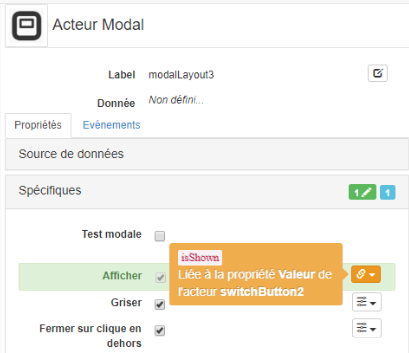 Acteur Modal
Label modalLayout3
Donnée Non défini...
Propriétés Evénements
Source de données
Spécifiques 1 1
Test modale
isShown
Afficher
Liée à la propriété Valeur de
l'acteur switchButton2
Griser
Fermer sur clique en
dehors